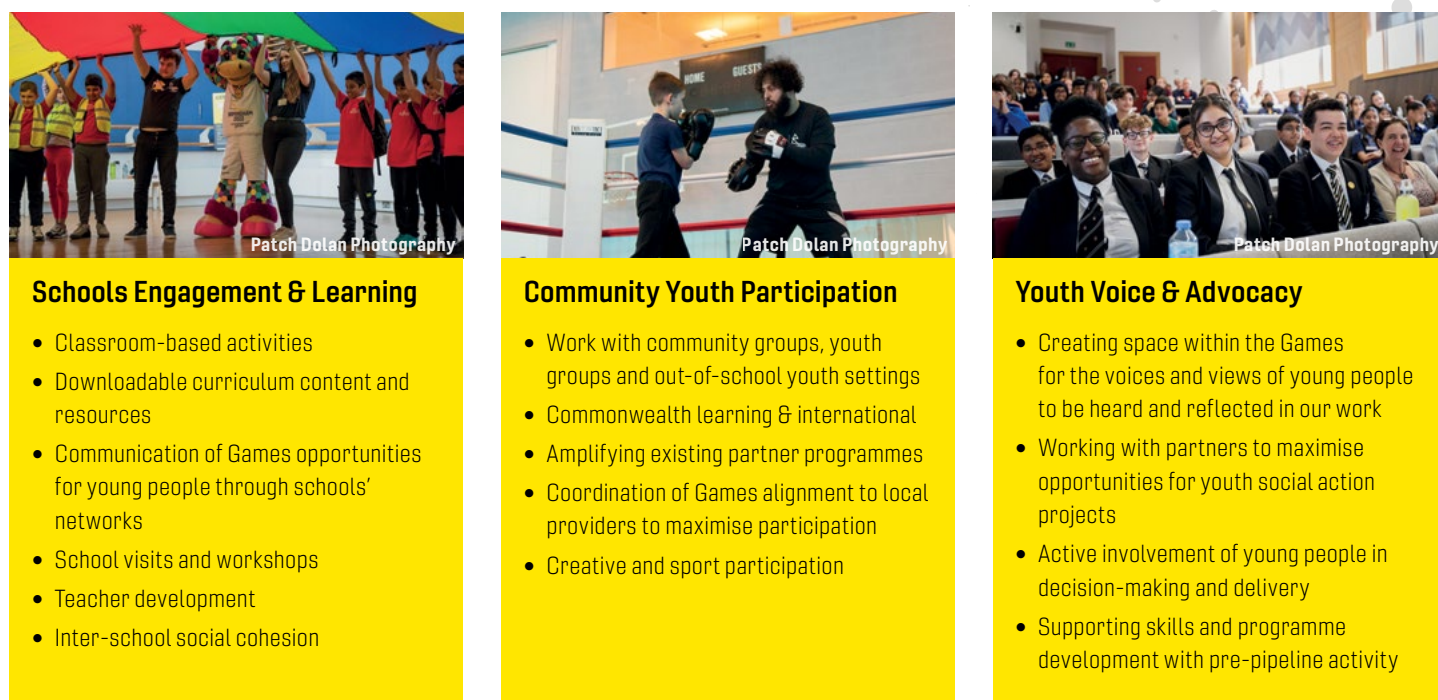 Patch Dolan Photography
Schools Engagement & Learning
• Classroom-based activities
• Downloadable curriculum content and
resources
• Communication of Games opportunities
for young people through schools’
networks
• School visits and workshops
• Teacher development
• Inter-school social cohesion
HOME GUESTS
Patch Dolan Photography
Community Youth Participation
• Work with community groups, youth
groups and out-of-school youth settings
• Commonwealth learning & international
• Amplifying existing partner programmes
• Coordination of Games alignment to local
providers to maximise participation
• Creative and sport participation
Patch Dolan Photography
Youth Voice & Advocacy
• Creating space within the Games
for the voices and views of young people
to be heard and reflected in our work
• Working with partners to maximise
opportunities for youth social action
projects
• Active involvement of young people in
decision-making and delivery
• Supporting skills and programme
development with pre-pipeline activity